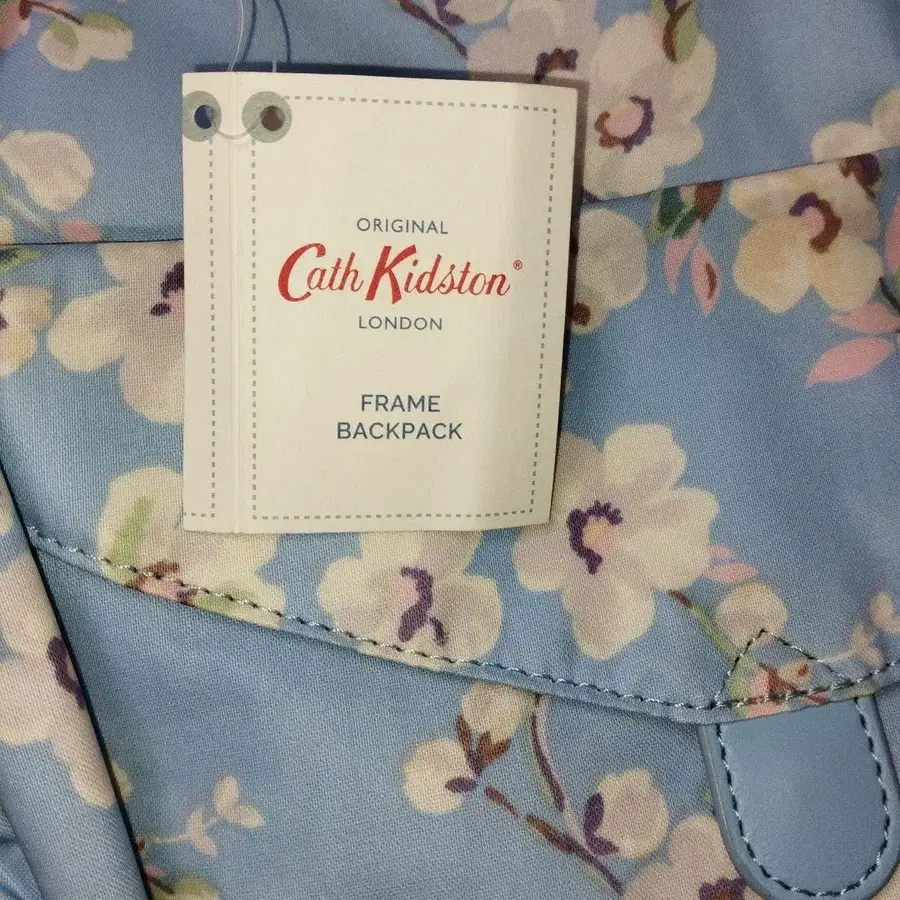 ORIGINAL
Cath Kidston®
LONDON
FRAME
BACKPACK